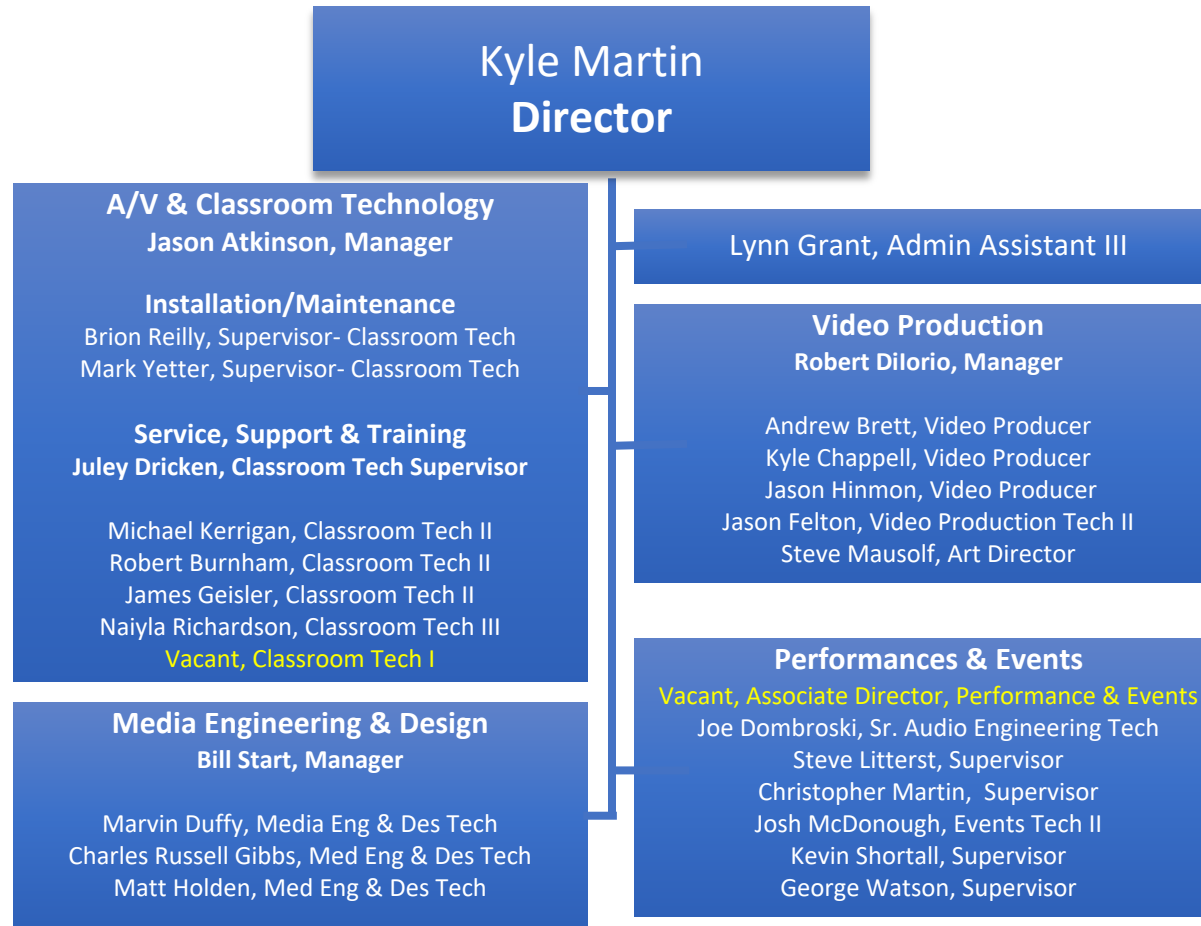 Kyle Martin
Director
A/V & Classroom Technology
Jason Atkinson, Manager
Installation/Maintenance
Brion Reilly, Supervisor- Classroom Tech
Mark Yetter, Supervisor- Classroom Tech
Service, Support & Training
Juley Dricken, Classroom Tech Supervisor
Michael Kerrigan, Classroom Tech II
Robert Burnham, Classroom Tech II
James Geisler, Classroom Tech II
Naiyla Richardson, Classroom Tech III
Vacant, Classroom Tech I
Media Engineering & Design
Bill Start, Manager
Marvin Duffy, Media Eng & Des Tech
Charles Russell Gibbs, Med Eng & Des Tech
Matt Holden, Med Eng & Des Tech
Lynn Grant, Admin Assistant III
Video Production
Robert DiIorio, Manager
Andrew Brett, Video Producer
Kyle Chappell, Video Producer
Jason Hinmon, Video Producer
Jason Felton, Video Production Tech II
Steve Mausolf, Art Director
Performances & Events
Vacant, Associate Director, Performance & Events
Joe Dombroski, Sr. Audio Engineering Tech
Steve Litterst, Supervisor
Christopher Martin,  Supervisor
Josh McDonough, Events Tech II
Kevin Shortall, Supervisor
George Watson, Supervisor